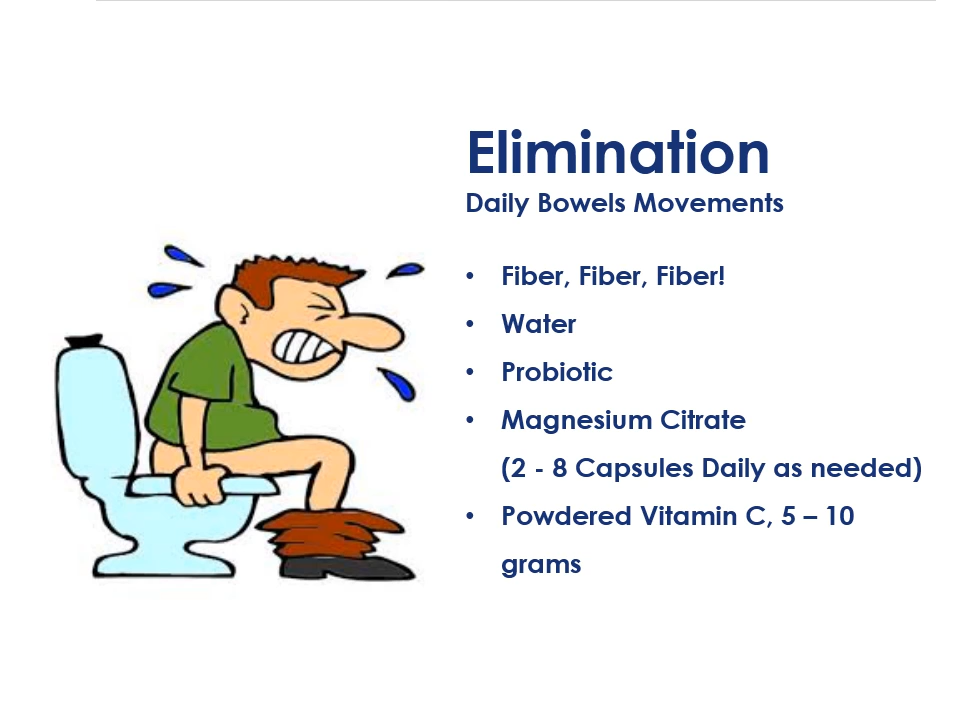 Elimination
Daily Bowels Movements
• Fiber, Fiber, Fiber!
• Water
• Probiotic
• Magnesium Citrate
(2 - 8 Capsules Daily as needed)
• Powdered Vitamin C, 5 – 10
grams